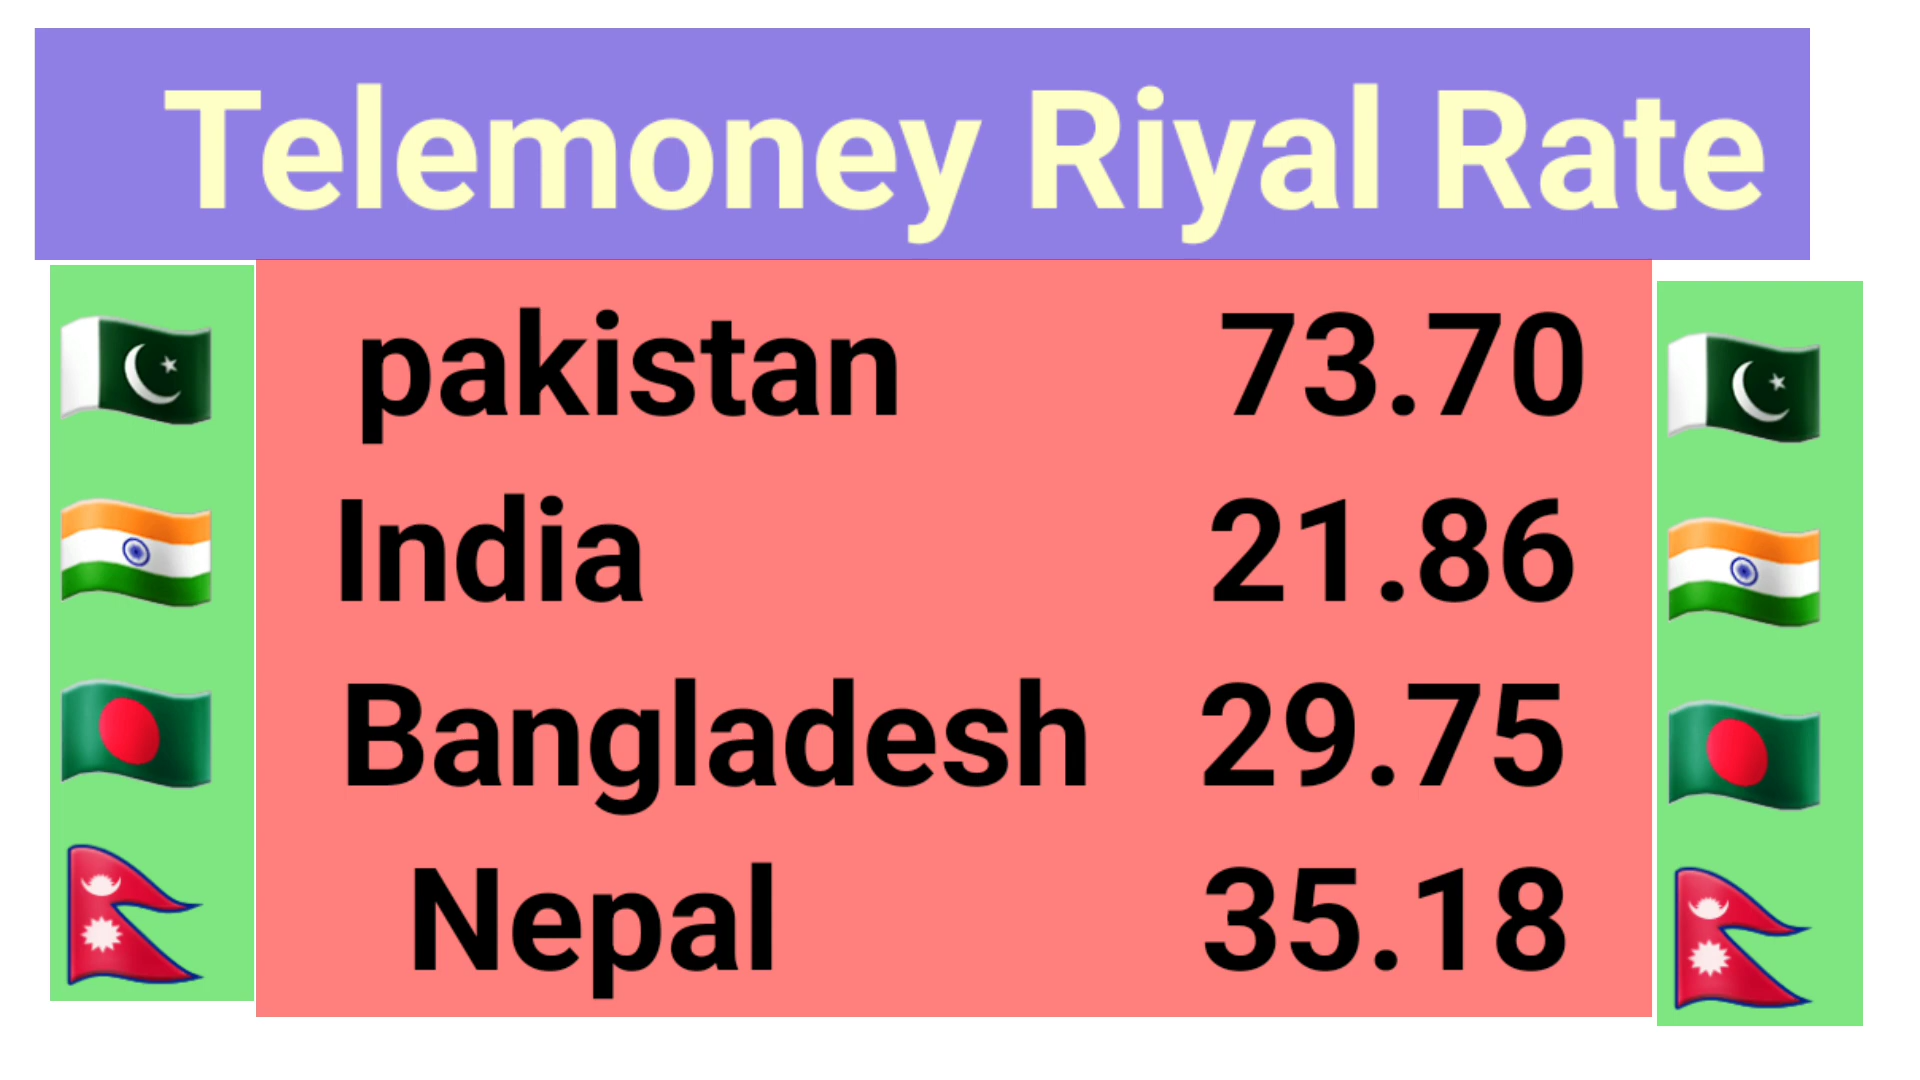 Telemoney Riyal Rate
pakistan 73.70
India 21.86
Bangladesh 29.75
Nepal 35.18